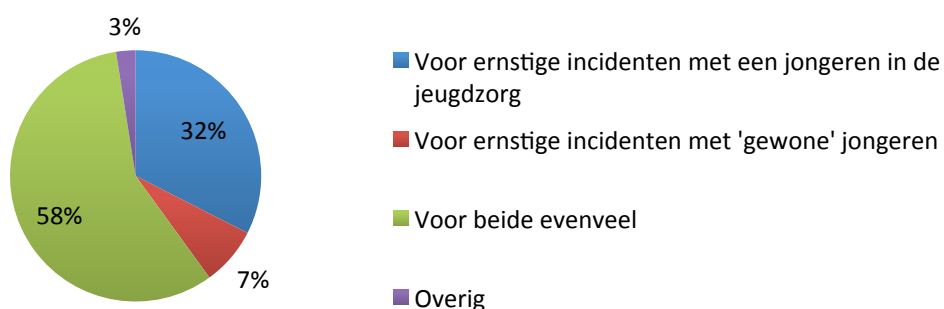 3%
32%
58%
7%
Voor ernstige incidenten met een jongeren in de
jeugdzorg
Voor ernstige incidenten met 'gewone' jongeren
Voor beide evenveel
Overig